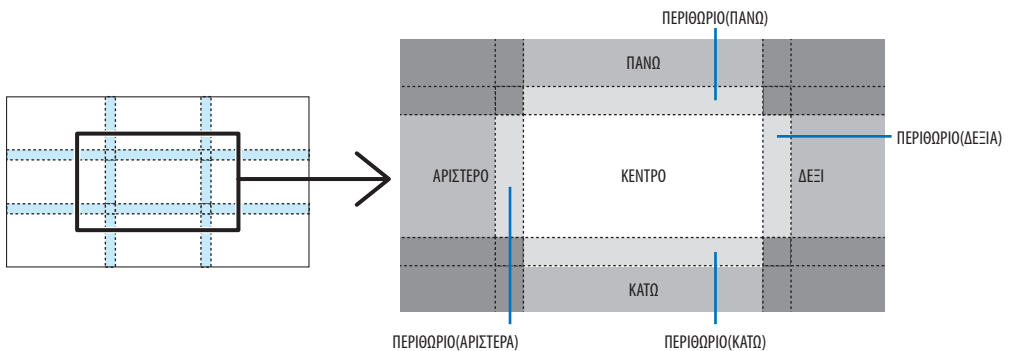 ΠΕΡΙΘΩΡΙΟ(ΠΑΝΩ)
ΠΑΝΩ
ΠΕΡΙΘΩΡΙΟ(ΔΕΞΙΑ)
ΑΡΙΣΤΕΡΟ
ΚΕΝΤΡΟ
ΔΕΞΙ
ΚΑΤΩ
ΠΕΡΙΘΩΡΙΟ(ΑΡΙΣΤΕΡΑ)
ΠΕΡΙΘΩΡΙΟ(ΚΑΤΩ)